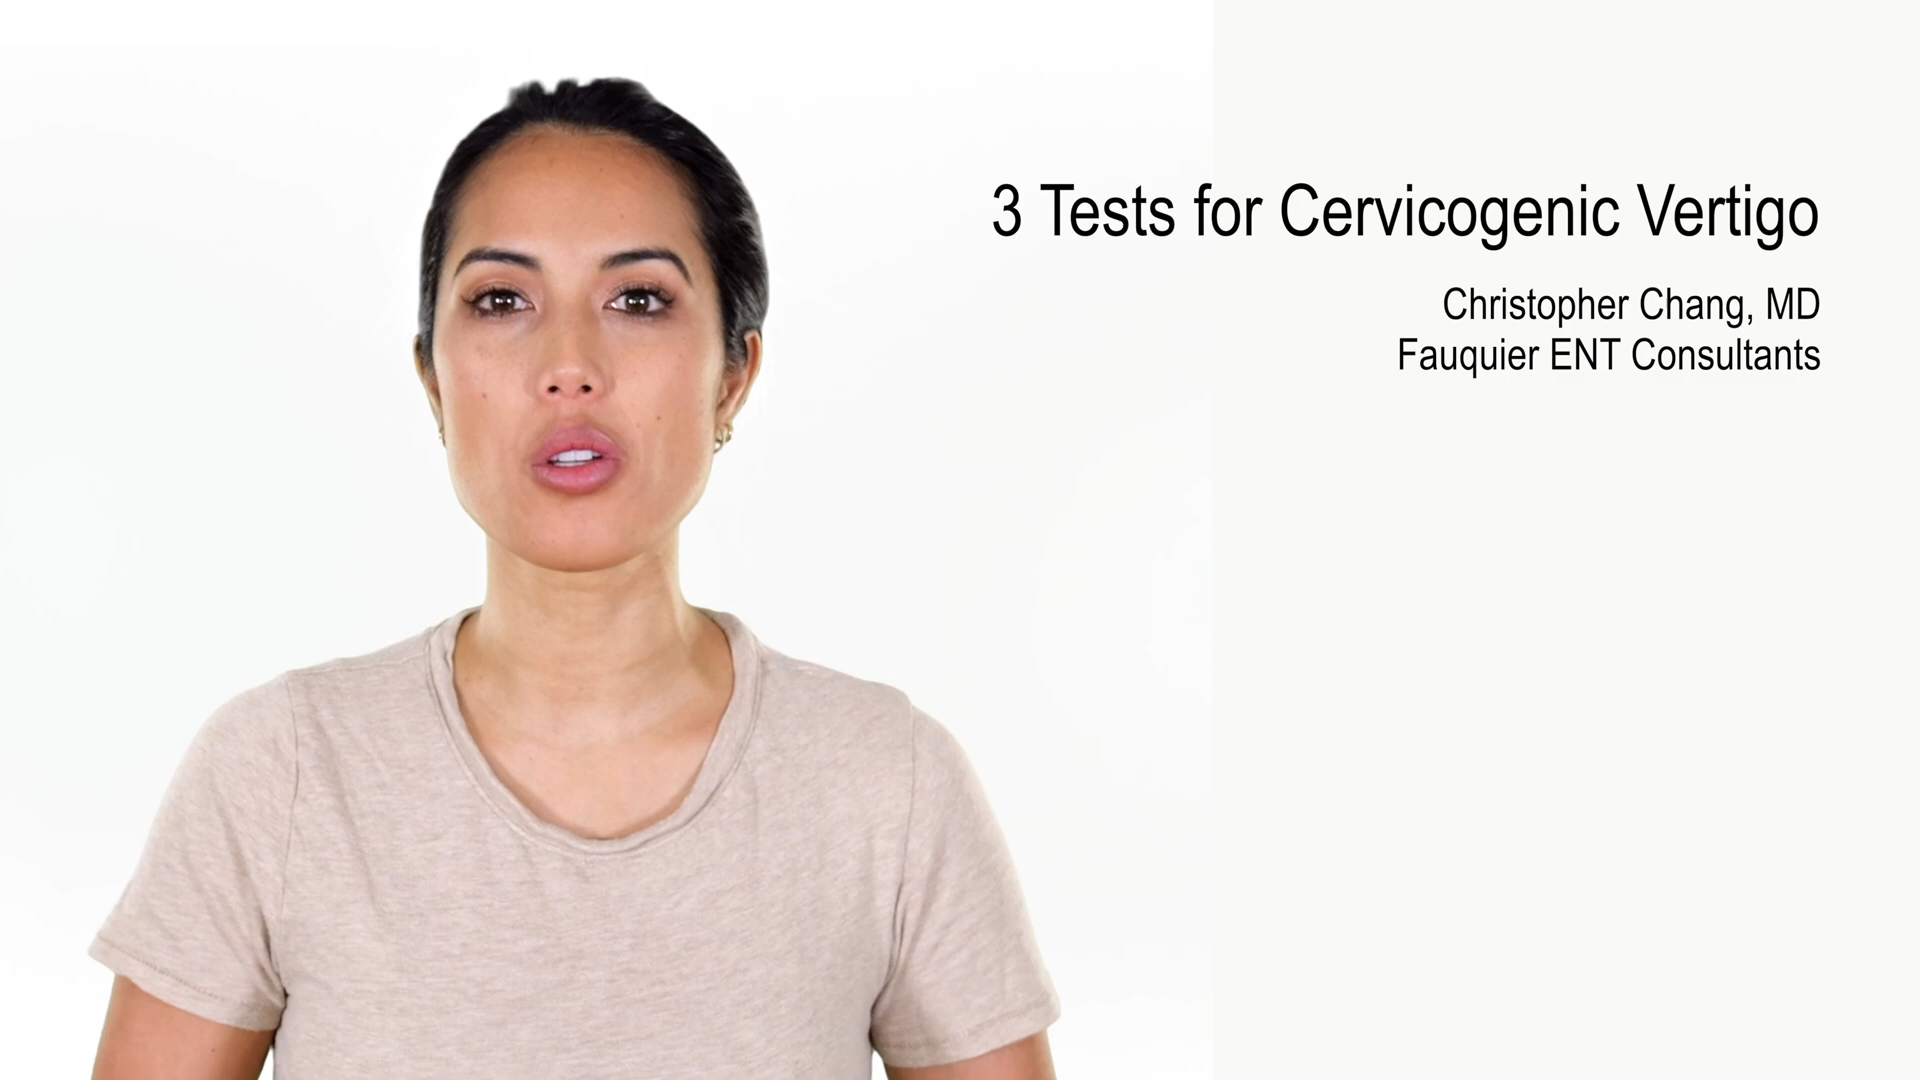 3 Tests for Cervicogenic Vertigo
Christopher Chang, MD
Fauquier ENT Consultants